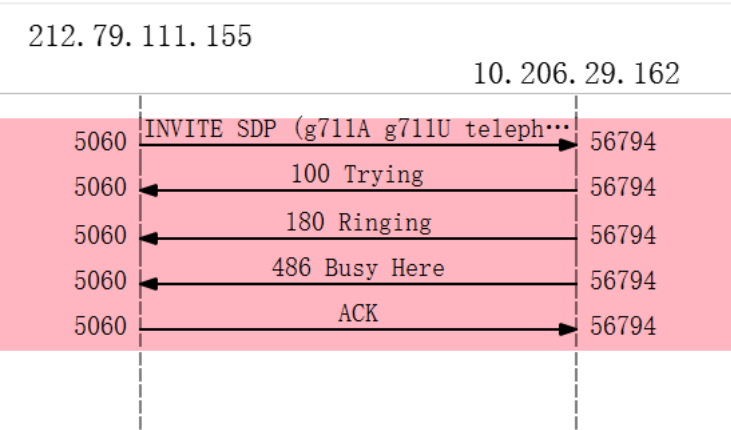 212.79.111.155
10.206.29.162
5060 INVITE SDP (g711A g711U teleph… 56794
5060 100 Trying 56794
5060 180 Ringing 56794
5060 486 Busy Here 56794
5060 ACK 56794